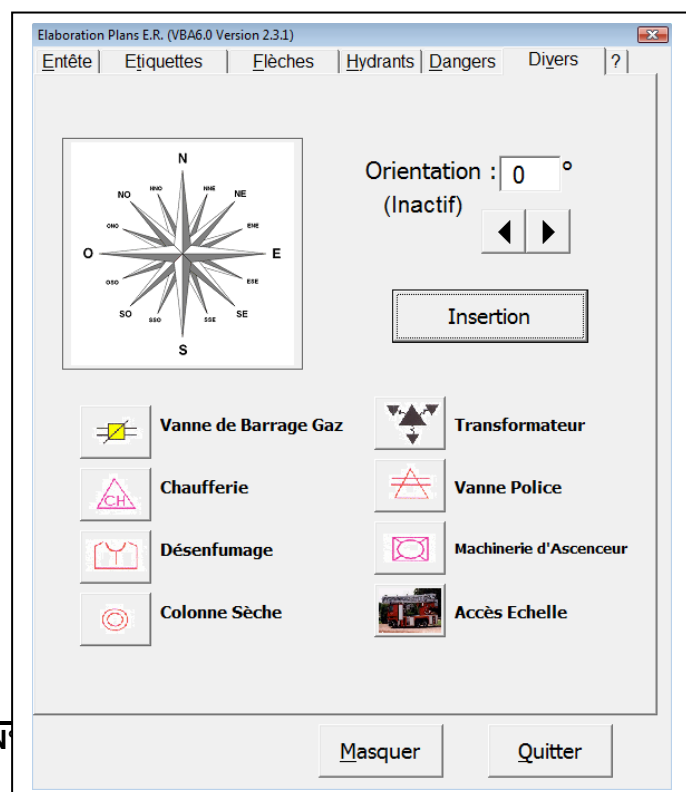 Elaboration Plans E.R. (VBA6.0 Version 2.3.1)
Entête Etiquettes Flèches Hydrants Dangers Divers ?
N
NNO NNE
NO NE
ONO ENE
O E
OSO ESE
SO SE
SSO SSE
S
Orientation : 0 °
(Inactif)
Insertion
Vanne de Barrage Gaz
Transformateur
CH
Chaufferie
Vanne Police
Désenfumage
Machinerie d'Ascenceur
Colonne Sèche
Accès Echelle
N°
Masquer Quitter